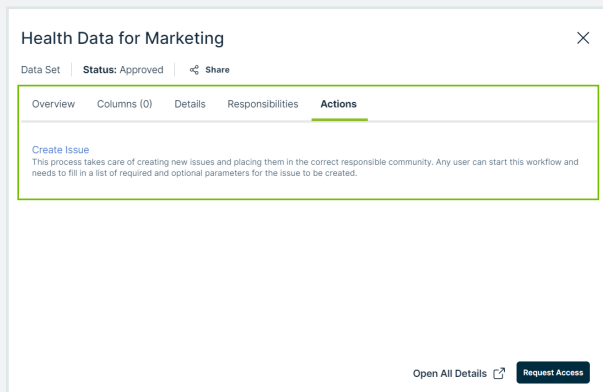 Health Data for Marketing
Data Set Status: Approved Share
Overview Columns (0) Details Responsibilities Actions
Create Issue
This process takes care of creating new issues and placing them in the correct responsible community. Any user can start this workflow and
needs to fill in a list of required and optional parameters for the issue to be created.
Open All Details Request Access